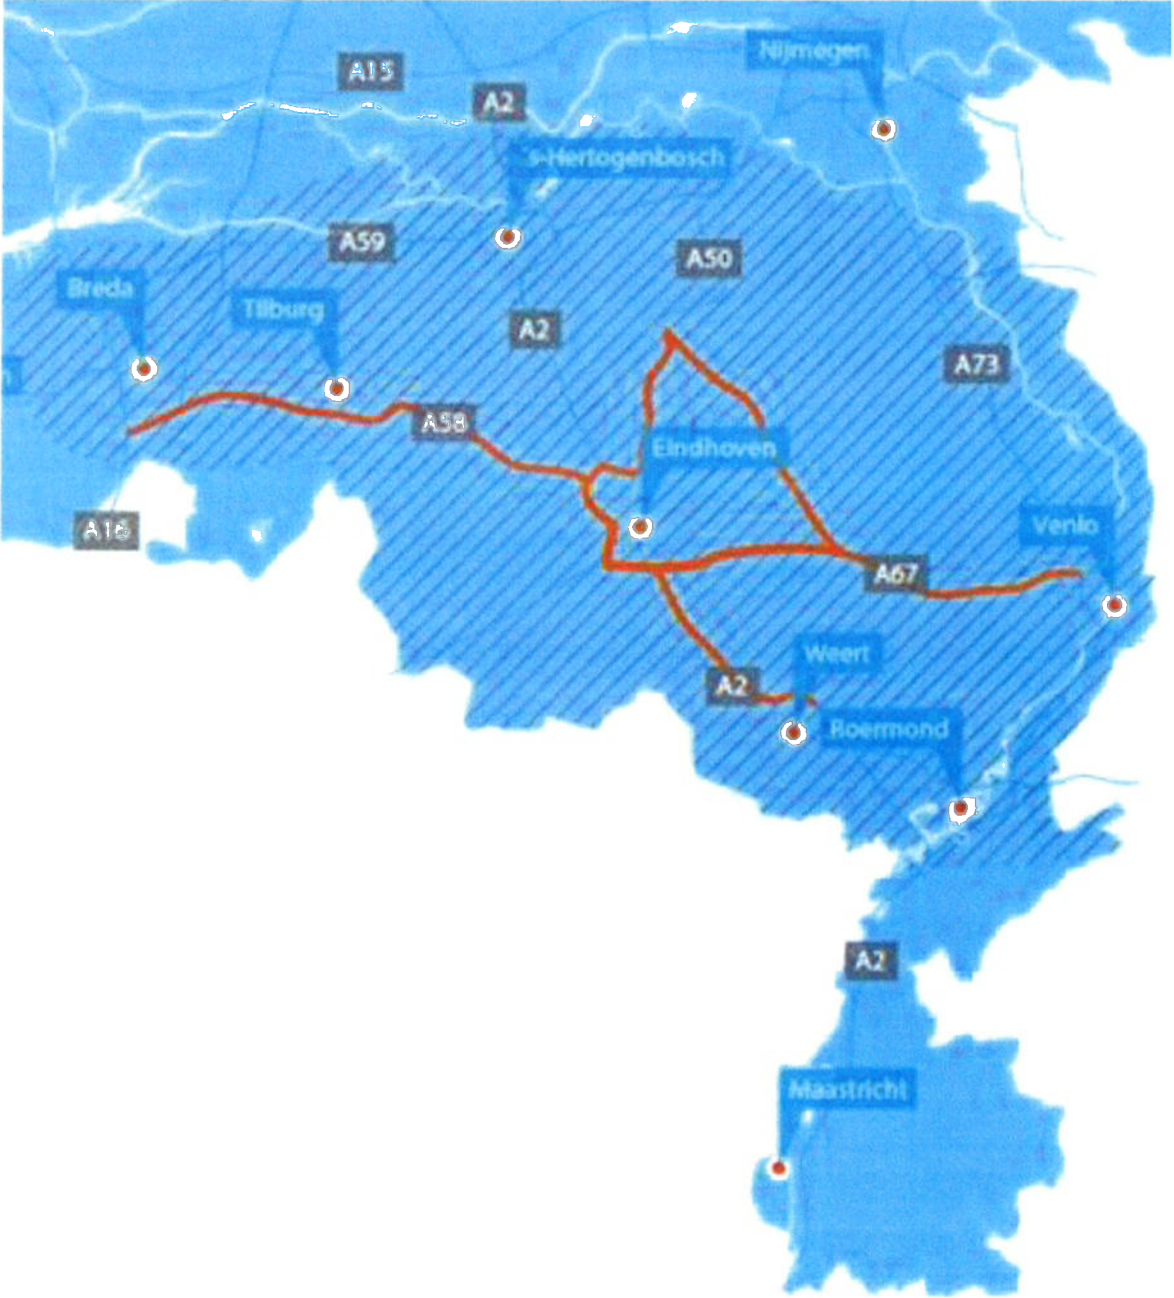 Nijmegen
A15
A2
's-Hertogenbosch
A59
A50
Breda
Tilburg
A2
A73
A58
Eindhoven
A16
Venlo
A67
Weert
A2
Roermond
A2
Maastricht